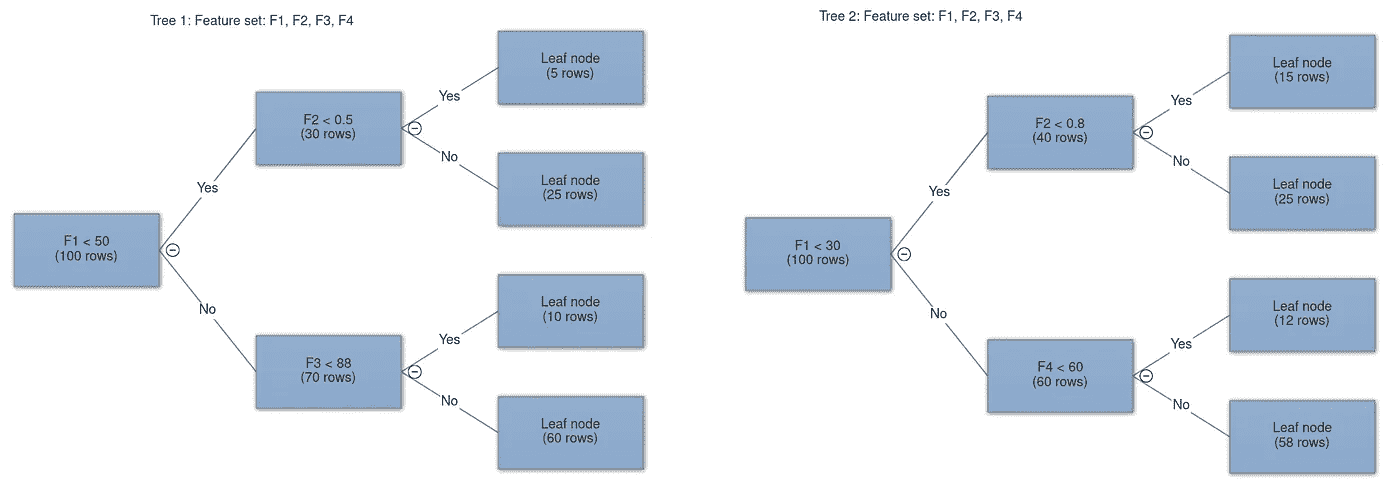 Tree 1: Feature set: F1, F2, F3, F4
F1 < 50
(100 rows)
Yes
No
F2 < 0.5
(30 rows)
Yes
No
Leaf node
(5 rows)
Leaf node
(25 rows)
F3 < 88
(70 rows)
Yes
No
Leaf node
(10 rows)
Leaf node
(60 rows)
Tree 2: Feature set: F1, F2, F3, F4
F1 < 30
(100 rows)
Yes
No
F2 < 0.8
(40 rows)
Yes
No
Leaf node
(15 rows)
Leaf node
(25 rows)
F4 < 60
(60 rows)
Yes
No
Leaf node
(12 rows)
Leaf node
(58 rows)